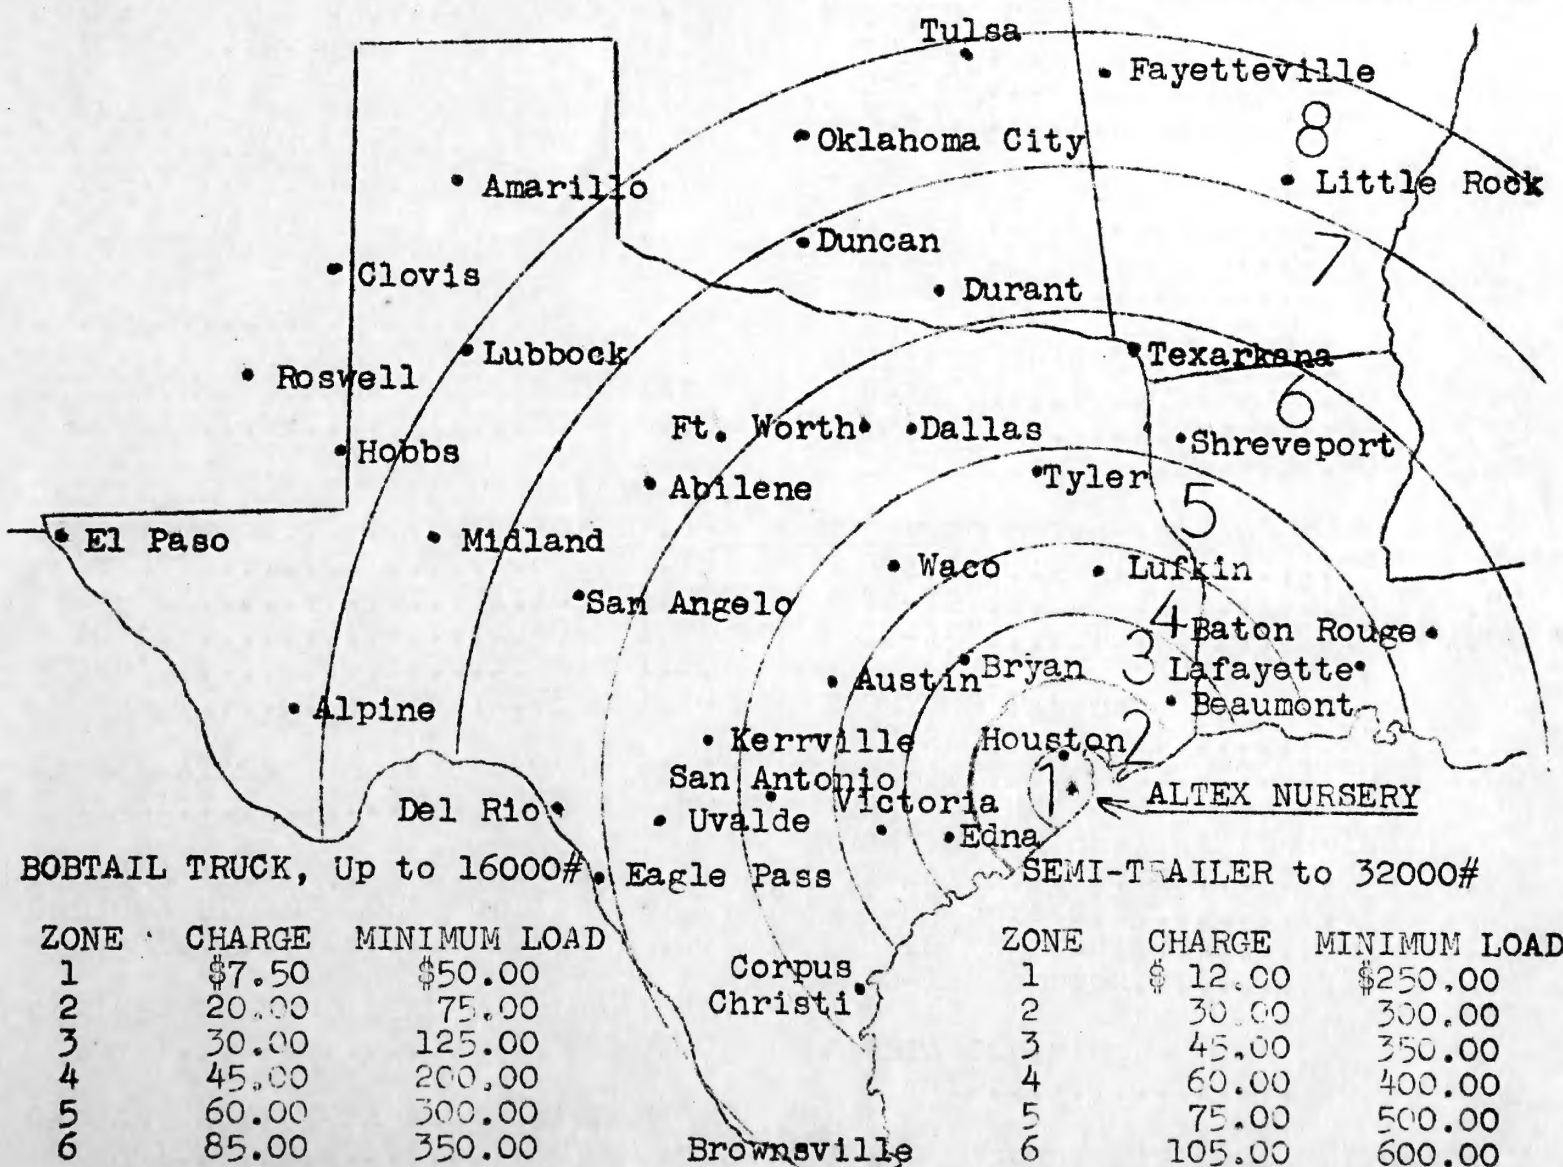 Tulsa
Fayetteville
8
Oklahoma City
Little Rock
Amarillo
7
Duncan
Clovis
Durant
Lubbock
Texarkana
Roswell
6
Ft. Worth
Dallas
Shreveport
Hobbs
Tyler
Abilene
5
El Paso
Midland
Waco
Lufkin
San Angelo
4
Baton Rouge
3
Bryan
Lafayette
Austin
Beaumont
Alpine
2
Kerrville
Houston
San Antonio
1
ALTEX NURSERY
Victoria
Del Rio
Uvalde
Edna
BOBTAIL TRUCK, Up to 16000#
Eagle Pass
SEMI-TRAILER to 32000#
ZONE CHARGE MINIMUM LOAD
1 $7.50 $50.00
2 20.00 75.00
3 30.00 125.00
4 45.00 200.00
5 60.00 300.00
6 85.00 350.00
Corpus
Christi
Brownsville
ZONE CHARGE MINIMUM LOAD
1 $ 12.00 $250.00
2 30.00 300.00
3 45.00 350.00
4 60.00 400.00
5 75.00 500.00
6 105.00 600.00